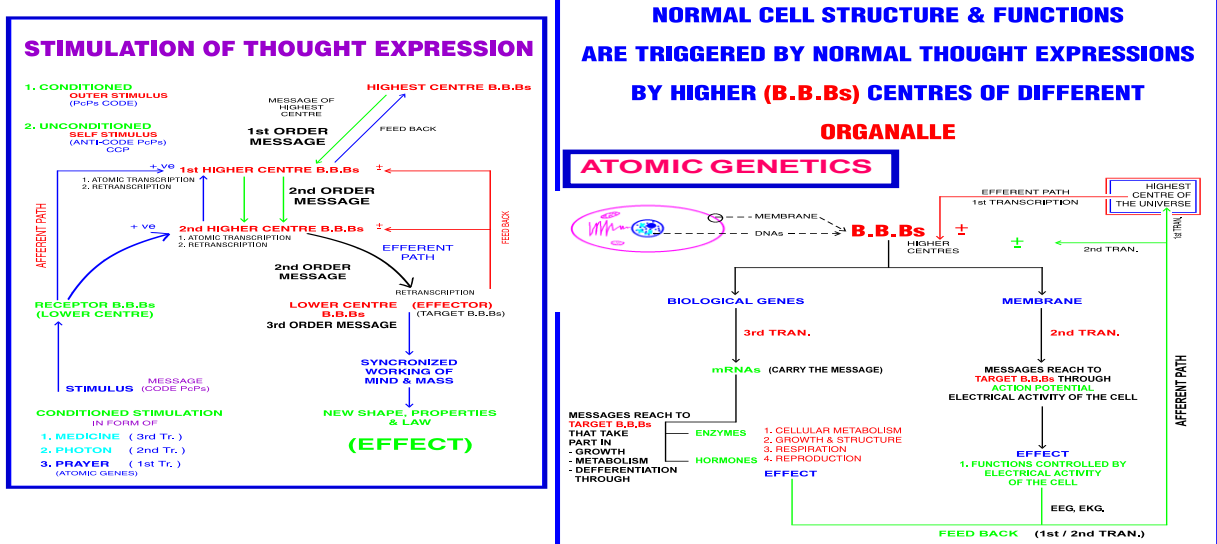 STIMULATION OF THOUGHT EXPRESSION
1. CONDITIONED
OUTER STIMULUS
(PcPs CODE)
2. UNCONDITIONED
SELF STIMULUS
(ANTI-CODE PcPs)
CCP
HIGHEST CENTRE B.B.Bs
MESSAGE OF
HIGHEST
CENTRE
FEED BACK
1st ORDER
MESSAGE
+ ve
1st HIGHER CENTRE B.B.Bs ±
1. ATOMIC TRANSCRIPTION
2. RETRANSCRIPTION
2nd ORDER
MESSAGE
AFFERENT PATH
FEED BACK
+ ve
2nd HIGHER CENTRE B.B.Bs ±
1. ATOMIC TRANSCRIPTION
2. RETRANSCRIPTION
EFFERENT
PATH
2nd ORDER
MESSAGE
RETRANSCRIPTION
RECEPTOR B.B.Bs
(LOWER CENTRE)
LOWER CENTRE (EFFECTOR)
B.B.Bs (TARGET B.B.Bs)
3rd ORDER MESSAGE
SYNCRONIZED
WORKING OF
MIND & MASS
STIMULUS MESSAGE
(CODE PcPs)
CONDITIONED STIMULATION
IN FORM OF
1. MEDICINE ( 3rd Tr. )
2. PHOTON ( 2nd Tr. )
3. PRAYER ( 1st Tr. )
(ATOMIC GENES)
NEW SHAPE, PROPERTIES
& LAW
(EFFECT)
NORMAL CELL STRUCTURE & FUNCTIONS
ARE TRIGGERED BY NORMAL THOUGHT EXPRESSIONS
BY HIGHER (B.B.Bs) CENTRES OF DIFFERENT
ORGANALLE
ATOMIC GENETICS
EFFERENT PATH
1st TRANSCRIPTION
HIGHEST
CENTRE OF
THE UNIVERSE
MEMBRANE
DNAs
B.B.Bs ±
HIGHER
CENTRES
±
2nd TRAN.
1st TRAN.
BIOLOGICAL GENES
MEMBRANE
3rd TRAN.
2nd TRAN.
mRNAs (CARRY THE MESSAGE)
MESSAGES REACH TO
TARGET B.B.Bs THROUGH
ACTION POTENTIAL
ELECTRICAL ACTIVITY OF THE CELL
AFFERENT PATH
MESSAGES REACH TO
TARGET B.B.Bs
THAT TAKE
PART IN
- GROWTH
- METABOLISM
- DEFFERENTIATION
THROUGH
ENZYMES
HORMONES
1. CELLULAR METABOLISM
2. GROWTH & STRUCTURE
3. RESPIRATION
4. REPRODUCTION
EFFECT
EFFECT
1. FUNCTIONS CONTROLLED BY
ELECTRICAL ACTIVITY
OF THE CELL
EEG, EKG.
FEED BACK (1st / 2nd TRAN.)